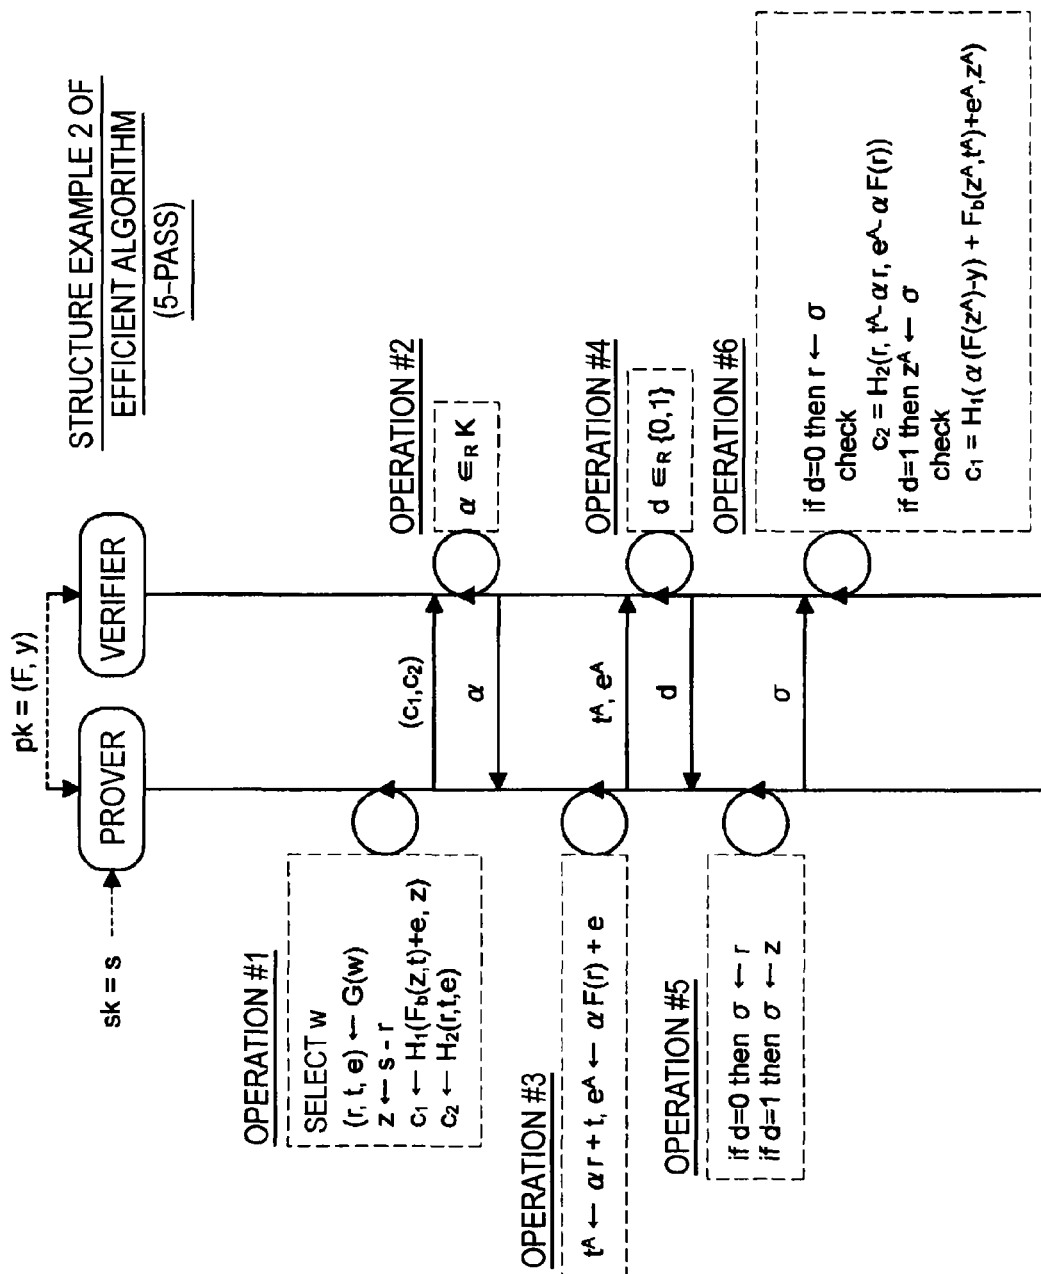 STRUCTURE EXAMPLE 2 OF
EFFICIENT ALGORITHM
(5-PASS)
pk = (F, y)
sk = s
PROVER
VERIFIER
OPERATION #1
SELECT w
(r, t, e) ← G(w)
z ← s - r
c₁ ← H₁(F_b(z,t)+e, z)
c₂ ← H₂(r,t,e)
(c₁,c₂)
OPERATION #2
α ∈_R K
α
OPERATION #3
t^A ← α r + t, e^A ← α F(r) + e
t^A, e^A
OPERATION #4
d ∈_R {0,1}
d
OPERATION #5
if d=0 then σ ← r
if d=1 then σ ← z
σ
OPERATION #6
if d=0 then r ← σ
check
c₂ = H₂(r, t^A-α r, e^A-α F(r))
if d=1 then z^A ← σ
check
c₁ = H₁(α(F(z^A)-y) + F_b(z^A,t^A)+e^A,z^A)